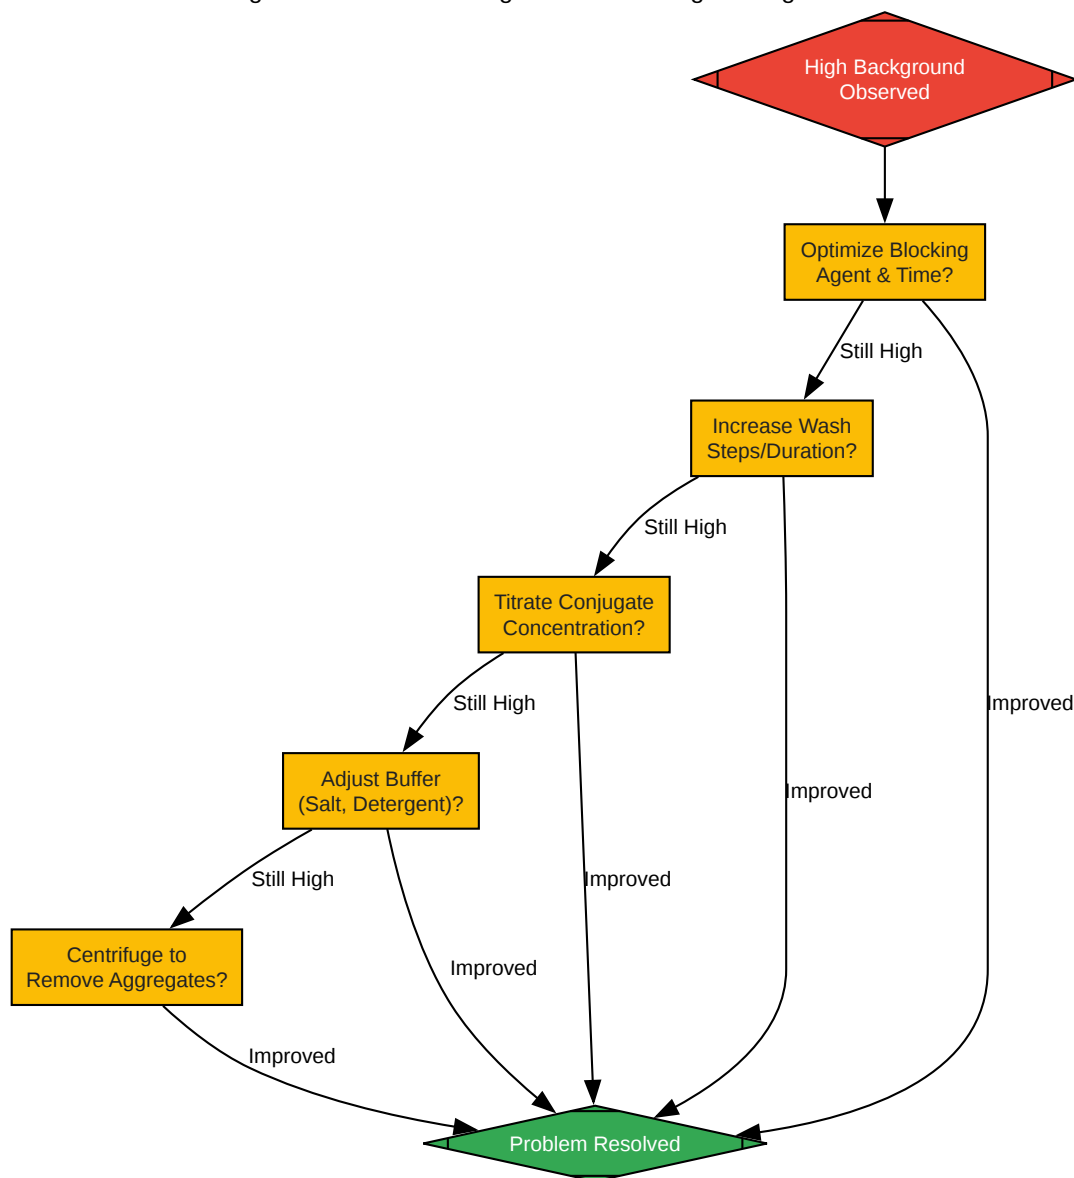 High Background
Observed
Optimize Blocking
Agent & Time?
Still High
Increase Wash
Steps/Duration?
Still High
Titrate Conjugate
Concentration?
Still High
Improved
Adjust Buffer
(Salt, Detergent)?
Improved
Still High
Improved
Centrifuge to
Remove Aggregates?
Improved
Improved
Problem Resolved